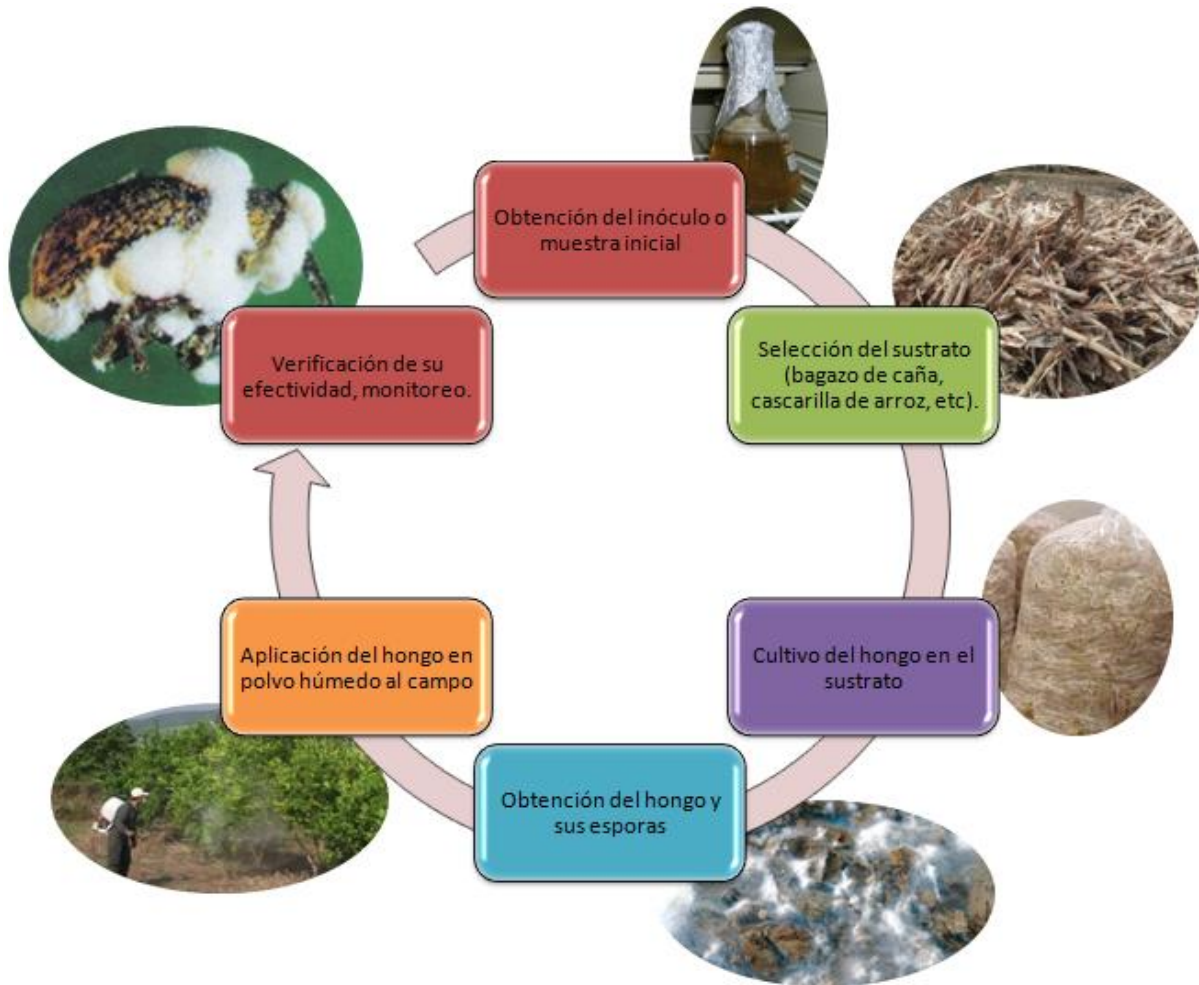 Obtención del inóculo o
muestra inicial
Selección del sustrato
(bagazo de caña,
cascarilla de arroz, etc).
Cultivo del hongo en el
sustrato
Obtención del hongo y
sus esporas
Aplicación del hongo en
polvo húmedo al campo
Verificación de su
efectividad, monitoreo.